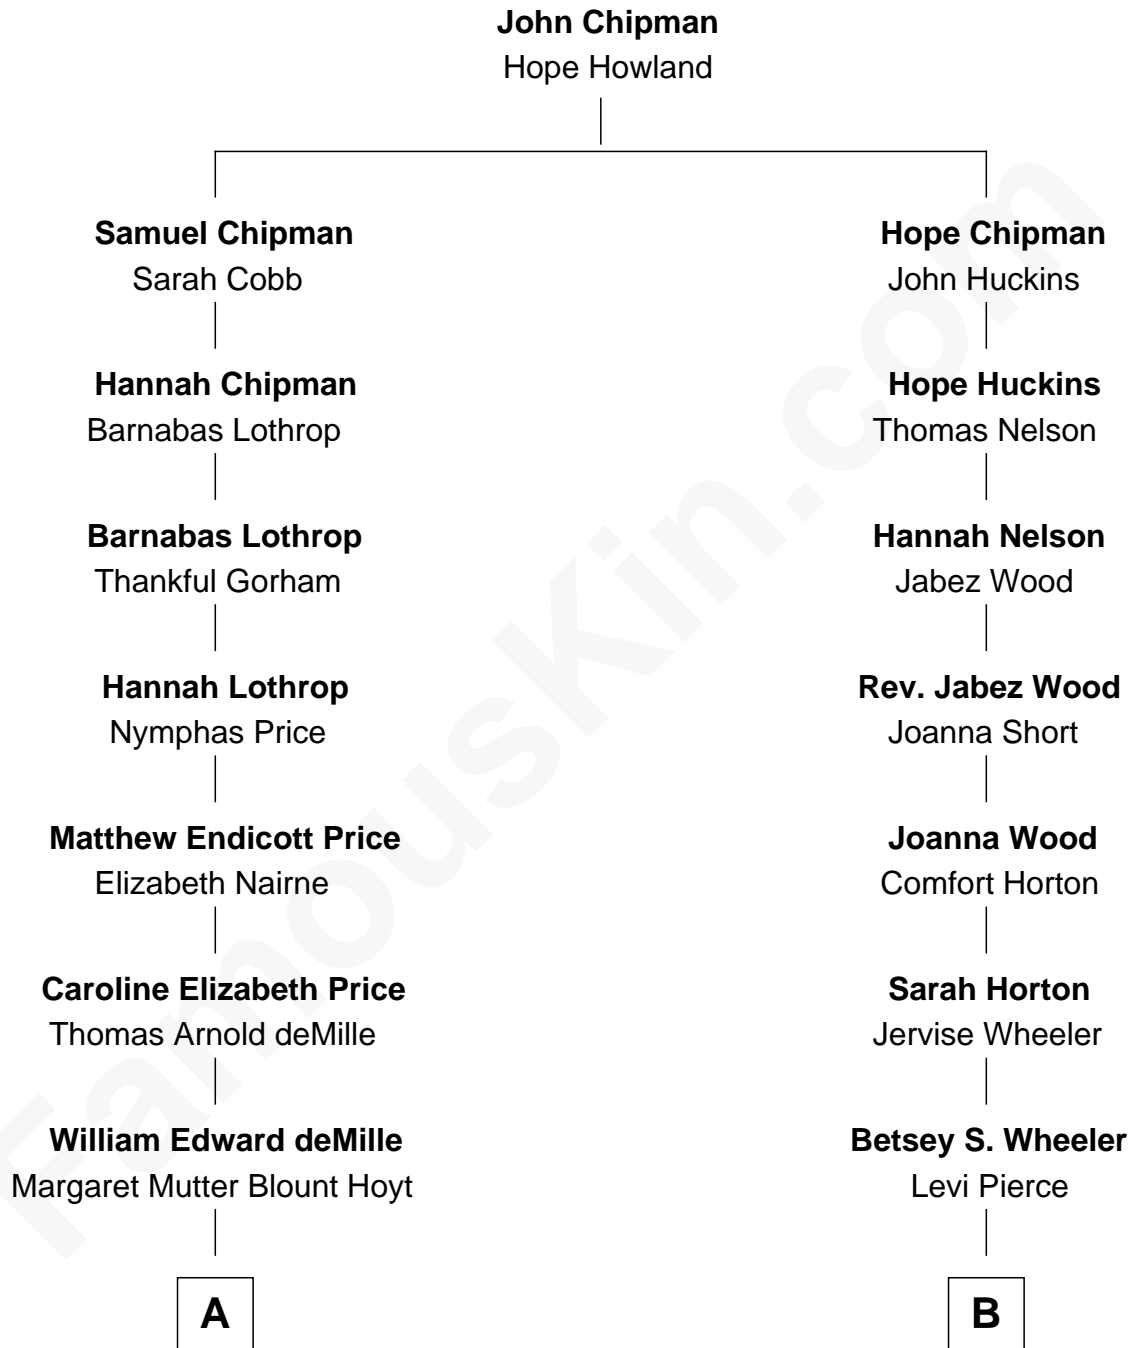 John Chipman
Hope Howland
Samuel Chipman
Sarah Cobb
Hannah Chipman
Barnabas Lothrop
Barnabas Lothrop
Thankful Gorham
Hannah Lothrop
Nymphas Price
Matthew Endicott Price
Elizabeth Nairne
Caroline Elizabeth Price
Thomas Arnold deMille
William Edward deMille
Margaret Mutter Blount Hoyt
A
Hope Chipman
John Huckins
Hope Huckins
Thomas Nelson
Hannah Nelson
Jabez Wood
Rev. Jabez Wood
Joanna Short
Joanna Wood
Comfort Horton
Sarah Horton
Jervise Wheeler
Betsey S. Wheeler
Levi Pierce
B
FamousKin.com